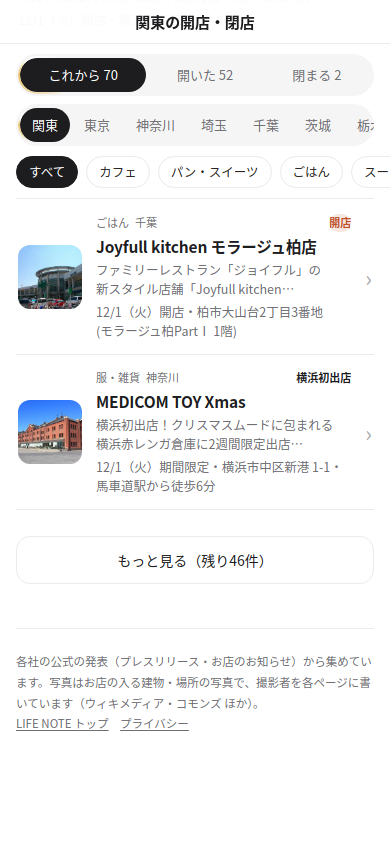 関東の開店・閉店
これから 70
開いた 52
閉まる 2
関東
東京
神奈川
埼玉
千葉
茨城
すべて
カフェ
パン・スイーツ
ごはん
スー
ごはん 千葉
開店
Joyfull kitchen モラージュ柏店
ファミリーレストラン「ジョイフル」の
新スタイル店舗「Joyfull kitchen…
12/1（火）開店・柏市大山台2丁目3番地
(モラージュ柏Part Ⅰ 1階)
›
服・雑貨 神奈川
横浜初出店
MEDICOM TOY Xmas
横浜初出店！クリスマスムードに包まれる
横浜赤レンガ倉庫に2週間限定出店…
12/1（火）期間限定・横浜市中区新港 1-1・
馬車道駅から徒歩6分
›
もっと見る（残り46件）
各社の公式の発表（プレスリリース・お店のお知らせ）から集めてい
ます。写真はお店の入る建物・場所の写真で、撮影者を各ページに書
いています（ウィキメディア・コモンズ ほか）。
LIFE NOTE トップ プライバシー